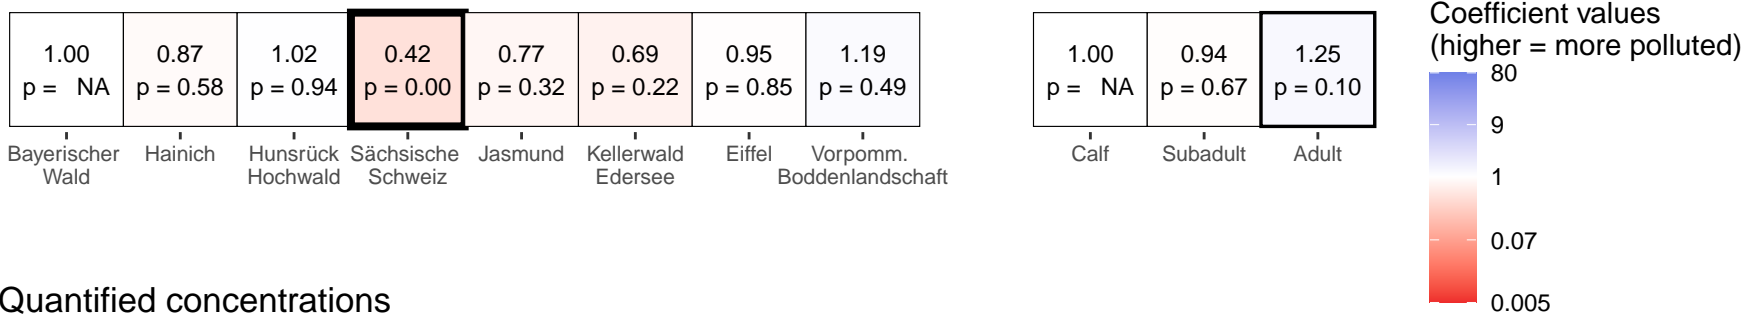 1.00 0.87 1.02 0.42 0.77 0.69 0.95 1.19
p = NA p = 0.58 p = 0.94 p = 0.00 p = 0.32 p = 0.22 p = 0.85 p = 0.49
Bayerischer Hainich Hunsrück Sächsische Jasmund Kellerwald Eiffel Vorpomm.
Wald Hochwald Schweiz Edersee Boddenlandschaft
1.00 0.94 1.25
p = NA p = 0.67 p = 0.10
Calf Subadult Adult
Coefficient values
(higher = more polluted)
80
9
1
0.07
0.005
Quantified concentrations